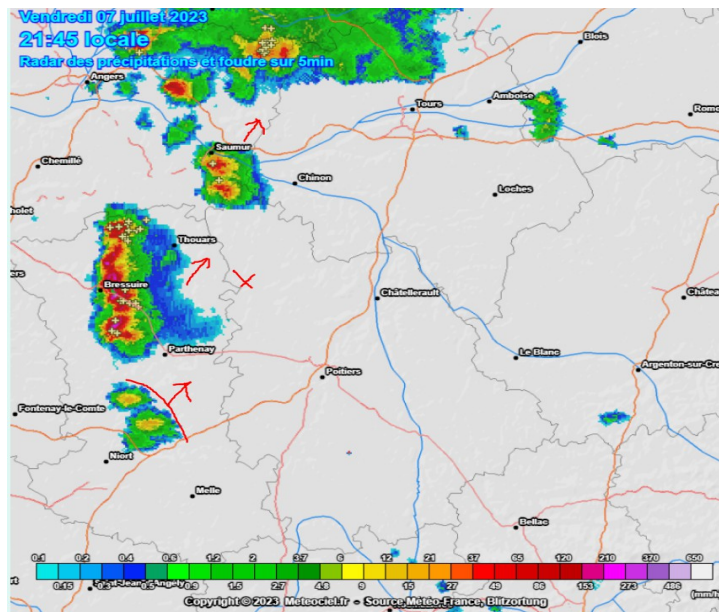 Vendredi 07 juillet 2023
21:45 locale
Radar des précipitations et foudre sur 5min
Blois
Angers
Amboise
Tours
Saumur
Chemillé
Chinon
Loches
Thouars
Bressuire
Châtellerault
Parthenay
Le Blanc
Poitiers
Argenton-sur-Cre
Fontenay-le-Comte
Niort
Melle
Bellac
0.1 0.2 0.4 0.6 1.2 2 3.7 6 12 21 37 65 120 210 370 650
0.15 0.3 0.5 0.9 1.5 2.7 4.8 9 15 27 49 86 153 273 486 (mm/h)
Copyright © 2023 Meteociel.fr - Source Météo-France, Blitzortung